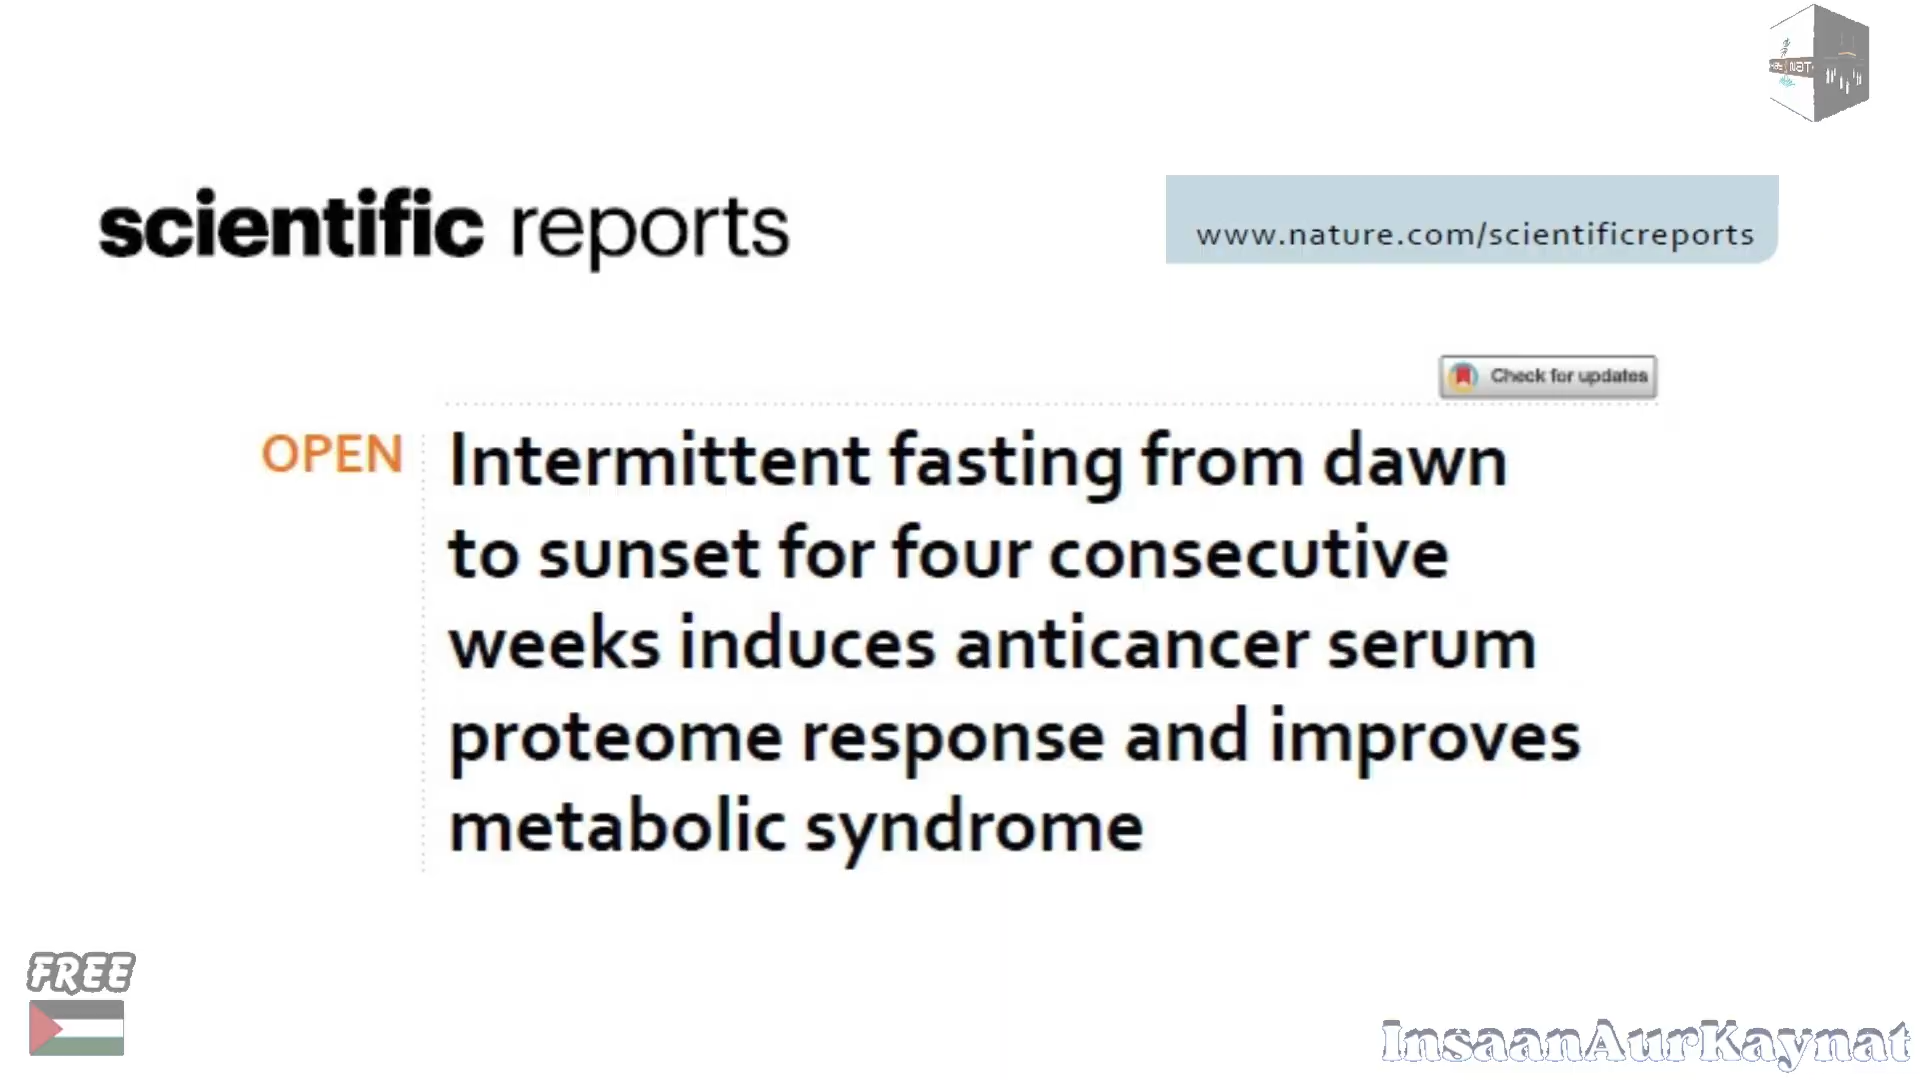 scientific reports
www.nature.com/scientificreports
Check for updates
OPEN
Intermittent fasting from dawn
to sunset for four consecutive
weeks induces anticancer serum
proteome response and improves
metabolic syndrome
FREE
InsaanAurKaynat